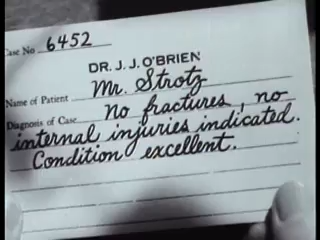 Case No 6452
DR. J. J. O'BRIEN
Name of Patient Mr. Strotz
Diagnosis of Case No fractures, no
internal injuries indicated.
Condition excellent.